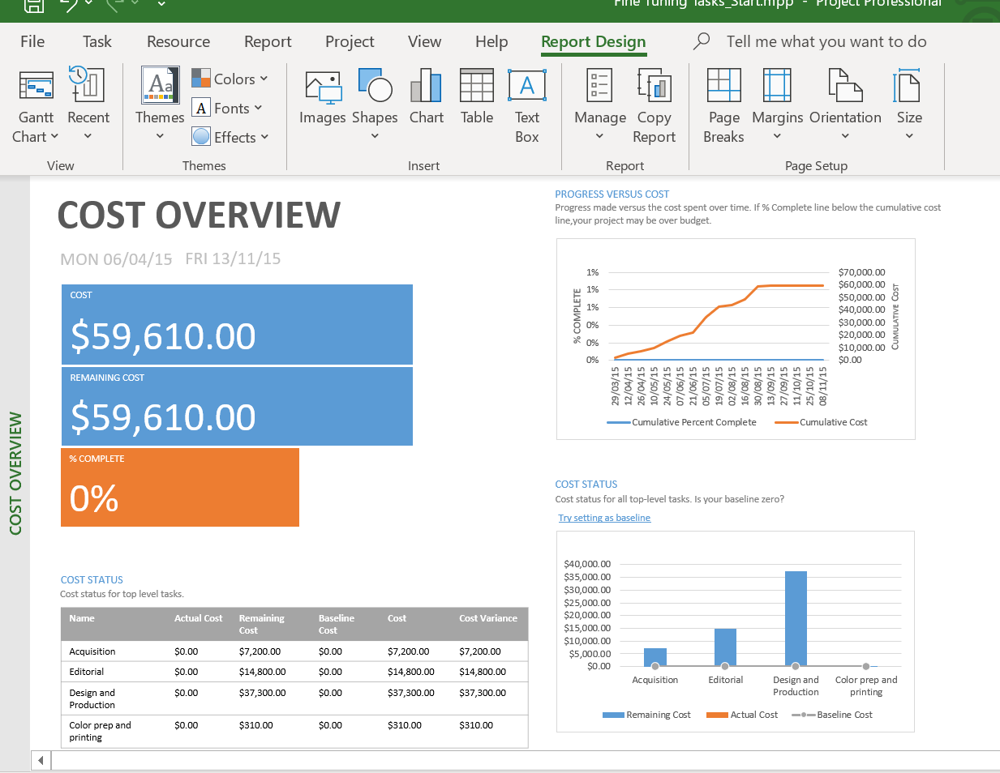 Fine Tuning Tasks_Start.mpp - Project Professional
File Task Resource Report Project View Help Report Design Tell me what you want to do
Gantt Chart
Recent
View
Themes
Colors
Fonts
Effects
Themes
Images
Shapes
Chart
Table
Text Box
Insert
Manage
Copy Report
Report
Page Breaks
Margins
Orientation
Size
Page Setup
COST OVERVIEW
COST OVERVIEW
MON 06/04/15 FRI 13/11/15
COST
$59,610.00
REMAINING COST
$59,610.00
% COMPLETE
0%
COST STATUS
Cost status for top level tasks.
Name Actual Cost Remaining Cost Baseline Cost Cost Cost Variance
Acquisition $0.00 $7,200.00 $0.00 $7,200.00 $7,200.00
Editorial $0.00 $14,800.00 $0.00 $14,800.00 $14,800.00
Design and Production $0.00 $37,300.00 $0.00 $37,300.00 $37,300.00
Color prep and printing $0.00 $310.00 $0.00 $310.00 $310.00
PROGRESS VERSUS COST
Progress made versus the cost spent over time. If % Complete line below the cumulative cost
line,your project may be over budget.
% COMPLETE
1%
1%
1%
0%
0%
0%
$70,000.00
$60,000.00
$50,000.00
$40,000.00
$30,000.00
$20,000.00
$10,000.00
$0.00
CUMULATIVE COST
29/03/15
12/04/15
26/04/15
10/05/15
24/05/15
07/06/15
21/06/15
05/07/15
19/07/15
02/08/15
16/08/15
30/08/15
13/09/15
27/09/15
11/10/15
25/10/15
08/11/15
Cumulative Percent Complete Cumulative Cost
COST STATUS
Cost status for all top-level tasks. Is your baseline zero?
Try setting as baseline
$40,000.00
$35,000.00
$30,000.00
$25,000.00
$20,000.00
$15,000.00
$10,000.00
$5,000.00
$0.00
Acquisition
Editorial
Design and Production
Color prep and printing
Remaining Cost Actual Cost Baseline Cost